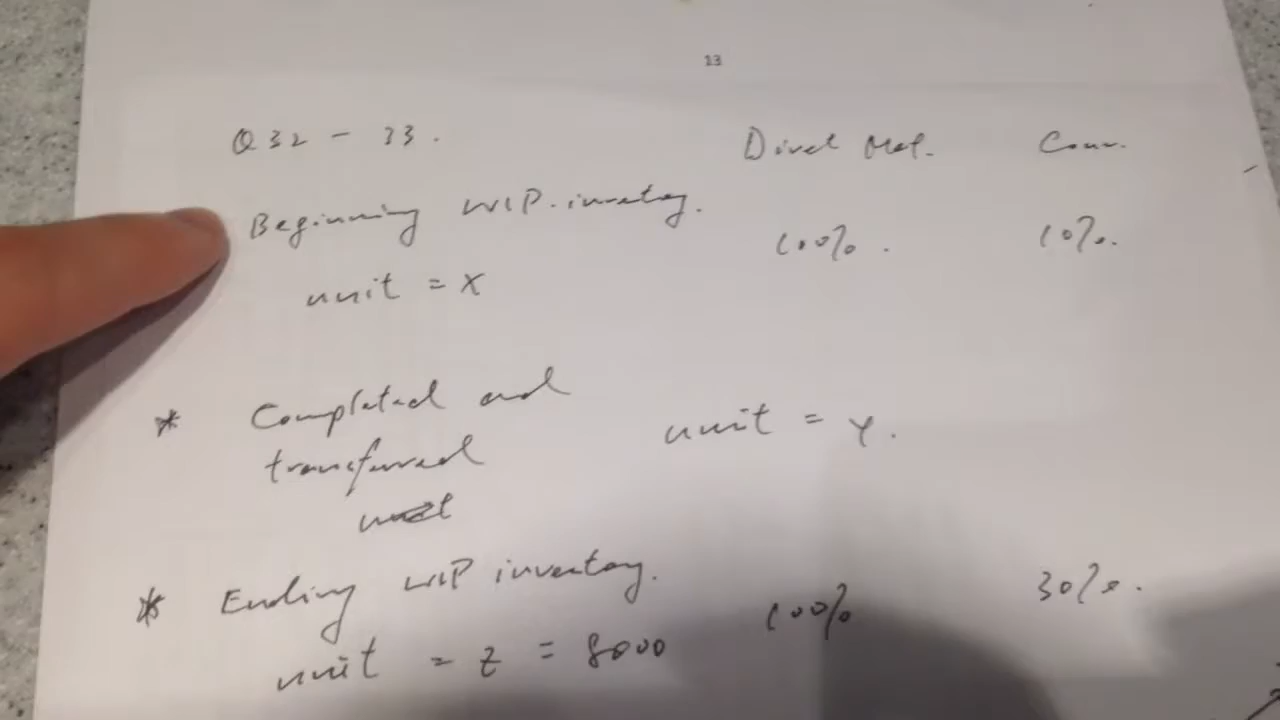 13
Q32 - 33. Direct Mat. Conv.
Beginning WIP inventory. 100%. 10%.
unit = x
* Completed and unit = y.
transferred
* Ending WIP inventory. 100% 30%.
unit = z = 8000